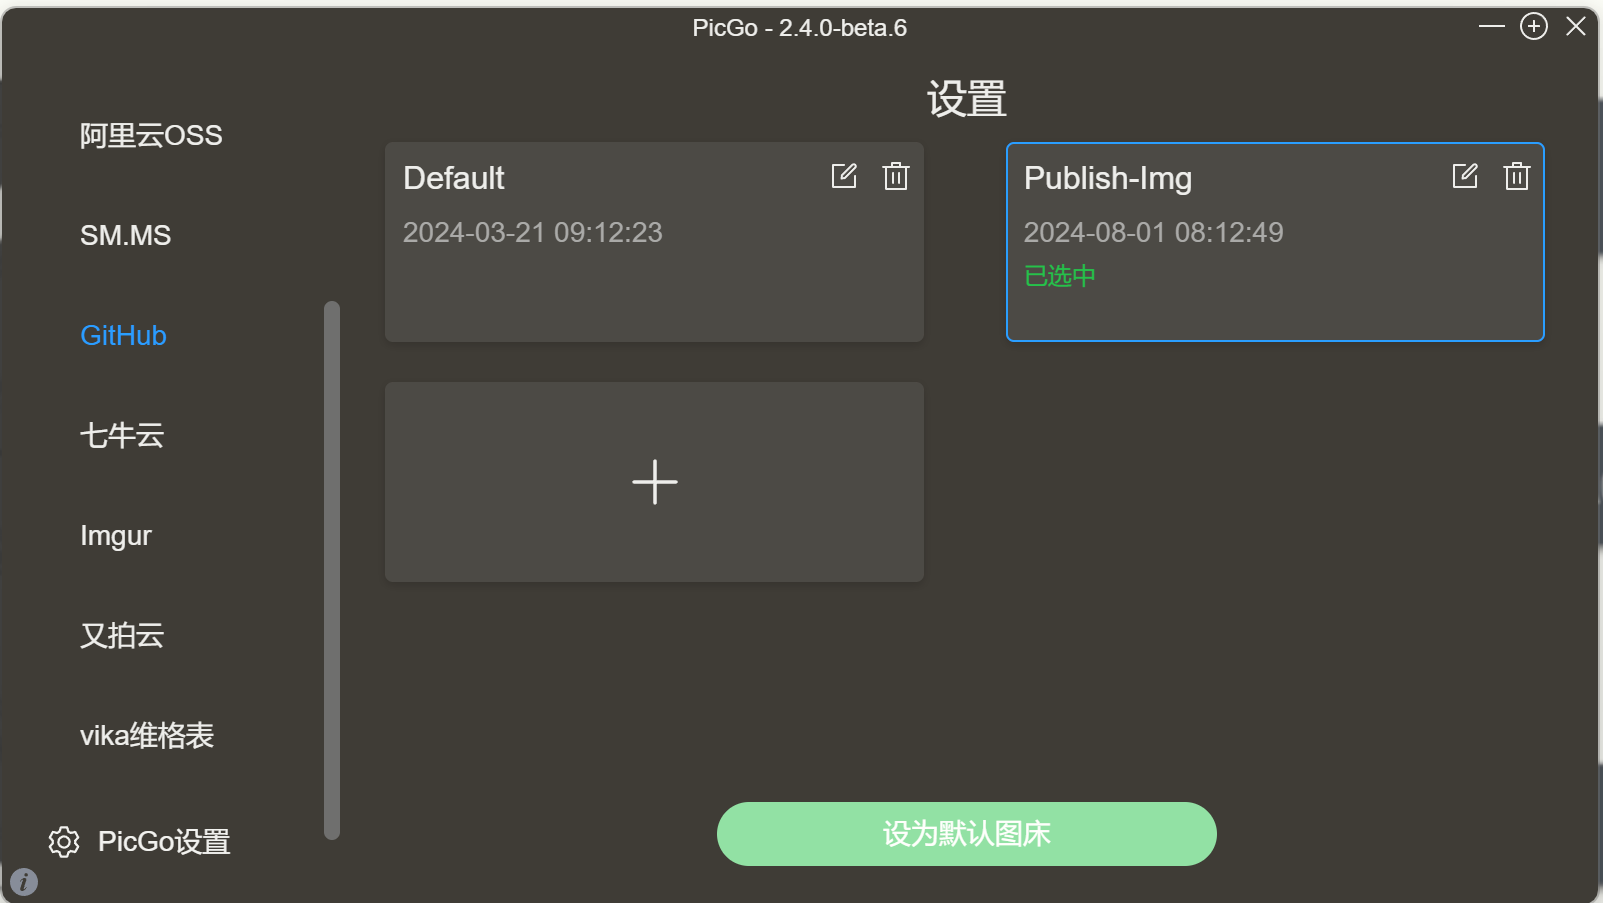 PicGo - 2.4.0-beta.6
阿里云OSS
SM.MS
GitHub
七牛云
Imgur
又拍云
vika维格表
PicGo设置
设置
Default
2024-03-21 09:12:23
Publish-Img
2024-08-01 08:12:49
已选中
设为默认图床